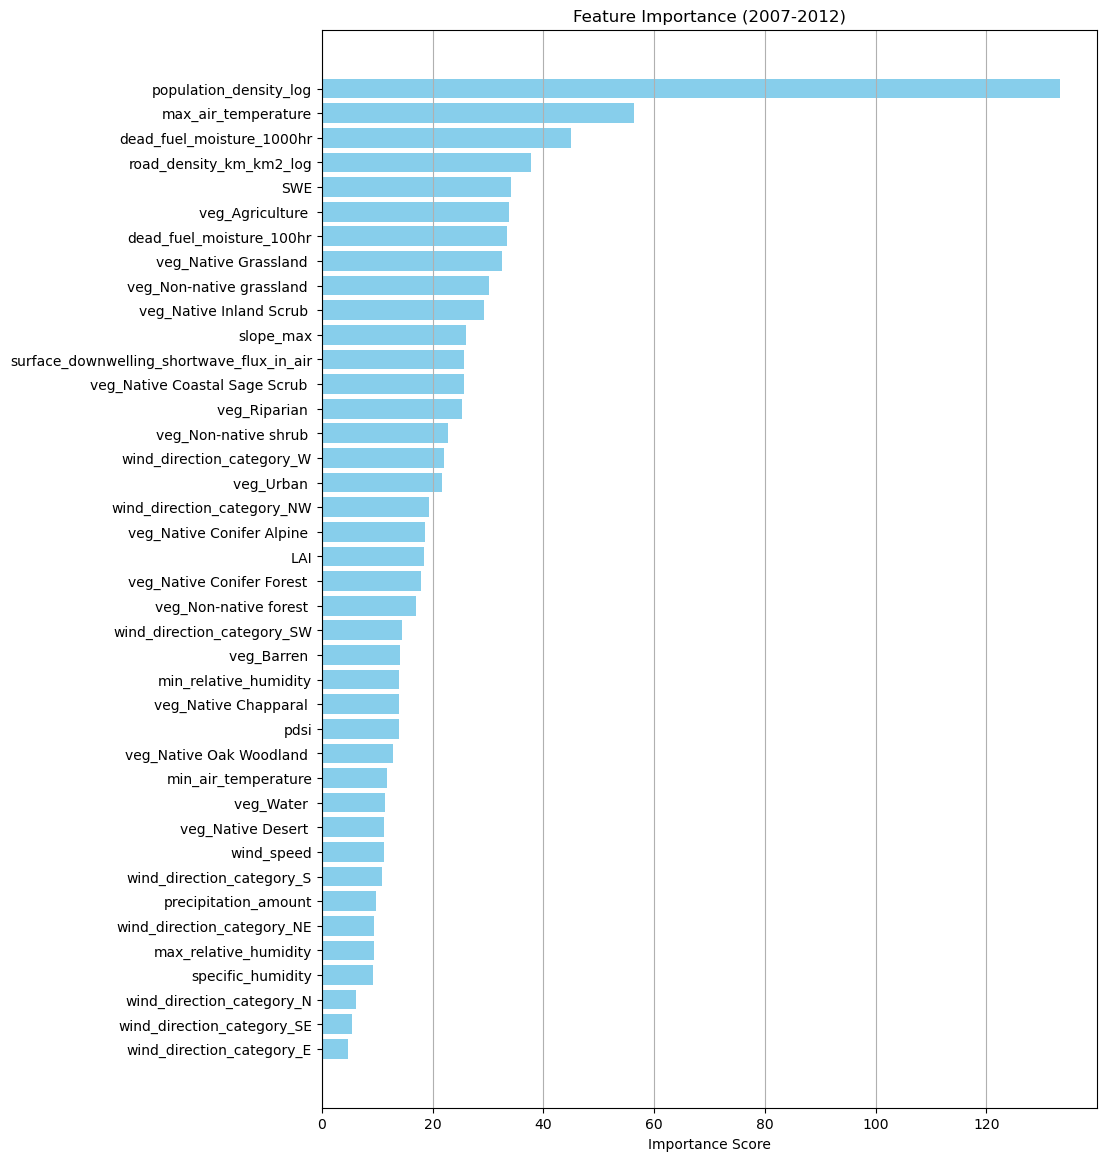 Feature Importance (2007-2012)
population_density_log
max_air_temperature
dead_fuel_moisture_1000hr
road_density_km_km2_log
SWE
veg_Agriculture
dead_fuel_moisture_100hr
veg_Native Grassland
veg_Non-native grassland
veg_Native Inland Scrub
slope_max
surface_downwelling_shortwave_flux_in_air
veg_Native Coastal Sage Scrub
veg_Riparian
veg_Non-native shrub
wind_direction_category_W
veg_Urban
wind_direction_category_NW
veg_Native Conifer Alpine
LAI
veg_Native Conifer Forest
veg_Non-native forest
wind_direction_category_SW
veg_Barren
min_relative_humidity
veg_Native Chapparal
pdsi
veg_Native Oak Woodland
min_air_temperature
veg_Water
veg_Native Desert
wind_speed
wind_direction_category_S
precipitation_amount
wind_direction_category_NE
max_relative_humidity
specific_humidity
wind_direction_category_N
wind_direction_category_SE
wind_direction_category_E
0 20 40 60 80 100 120
Importance Score